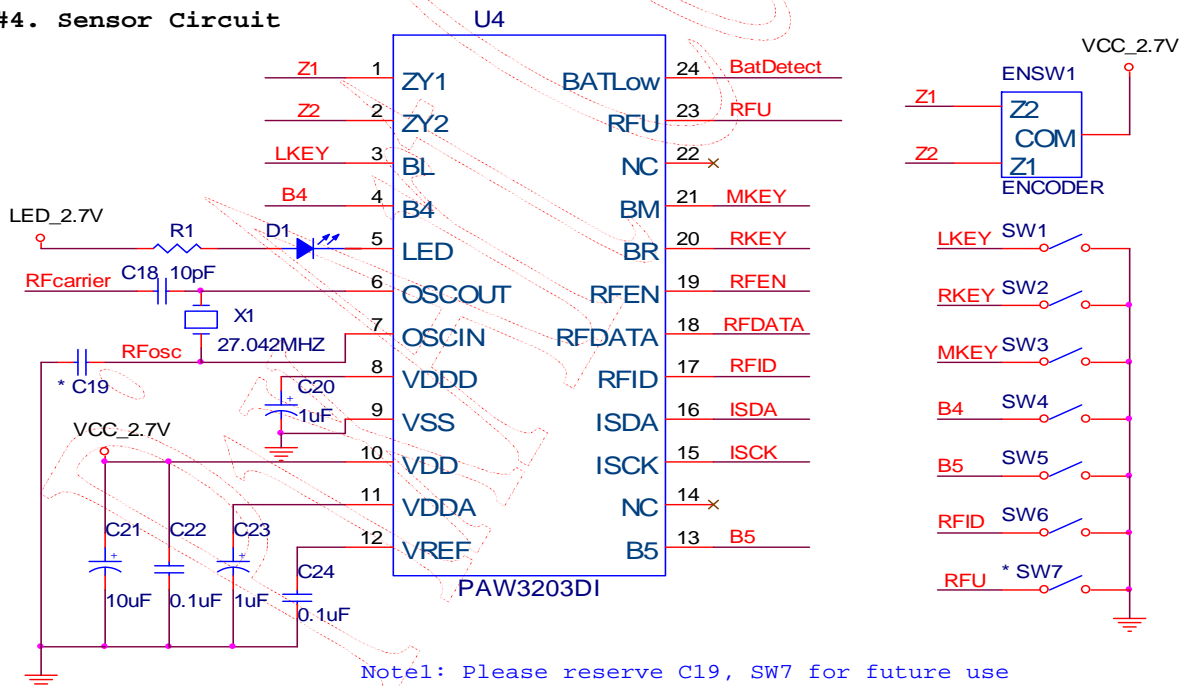 #4. Sensor Circuit
U4
Z1 1 ZY1
Z2 2 ZY2
LKEY 3 BL
B4 4 B4
LED_2.7V
R1
D1
5 LED
RFcarrier
C18 10pF
6 OSCOUT
X1
27.042MHZ
7 OSCIN
RFosc
* C19
8 VDDD
C20
1uF
9 VSS
VCC_2.7V
10 VDD
11 VDDA
12 VREF
C21
10uF
C22
0.1uF
C23
1uF
C24
0.1uF
BATLow 24 BatDetect
RFU 23 RFU
NC 22
BM 21 MKEY
BR 20 RKEY
RFEN 19 RFEN
RFDATA 18 RFDATA
RFID 17 RFID
ISDA 16 ISDA
ISCK 15 ISCK
NC 14
B5 13 B5
PAW3203DI
VCC_2.7V
ENSW1
Z1 Z2
COM
Z2 Z1
ENCODER
LKEY SW1
RKEY SW2
MKEY SW3
B4 SW4
B5 SW5
RFID SW6
RFU * SW7
Note1: Please reserve C19, SW7 for future use